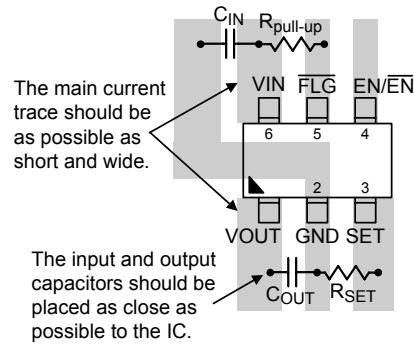 CIN
Rpull-up
The main current
trace should be
as possible as
short and wide.
VIN FLG EN/EN
6 5 4
2 3
VOUT GND SET
The input and output
capacitors should be
placed as close as
possible to the IC.
COUT RSET